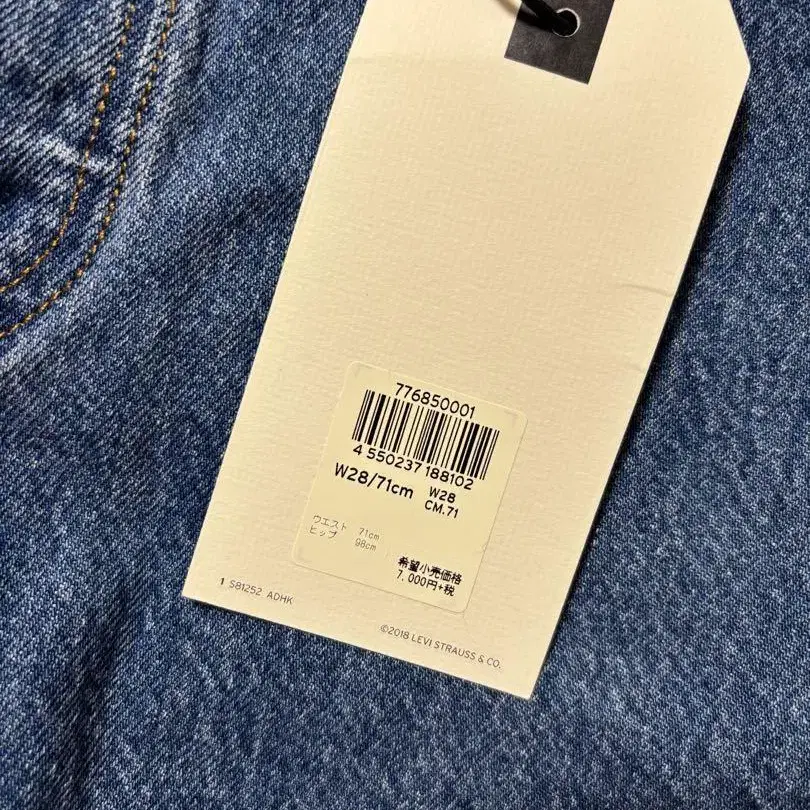 776850001
4 550237 188102
W28/71cm
W28
CM.71
ウエスト 71cm
ヒップ 98cm
希望小売価格
7,000円+税
1 S81252 ADHK
©2018 LEVI STRAUSS & CO.